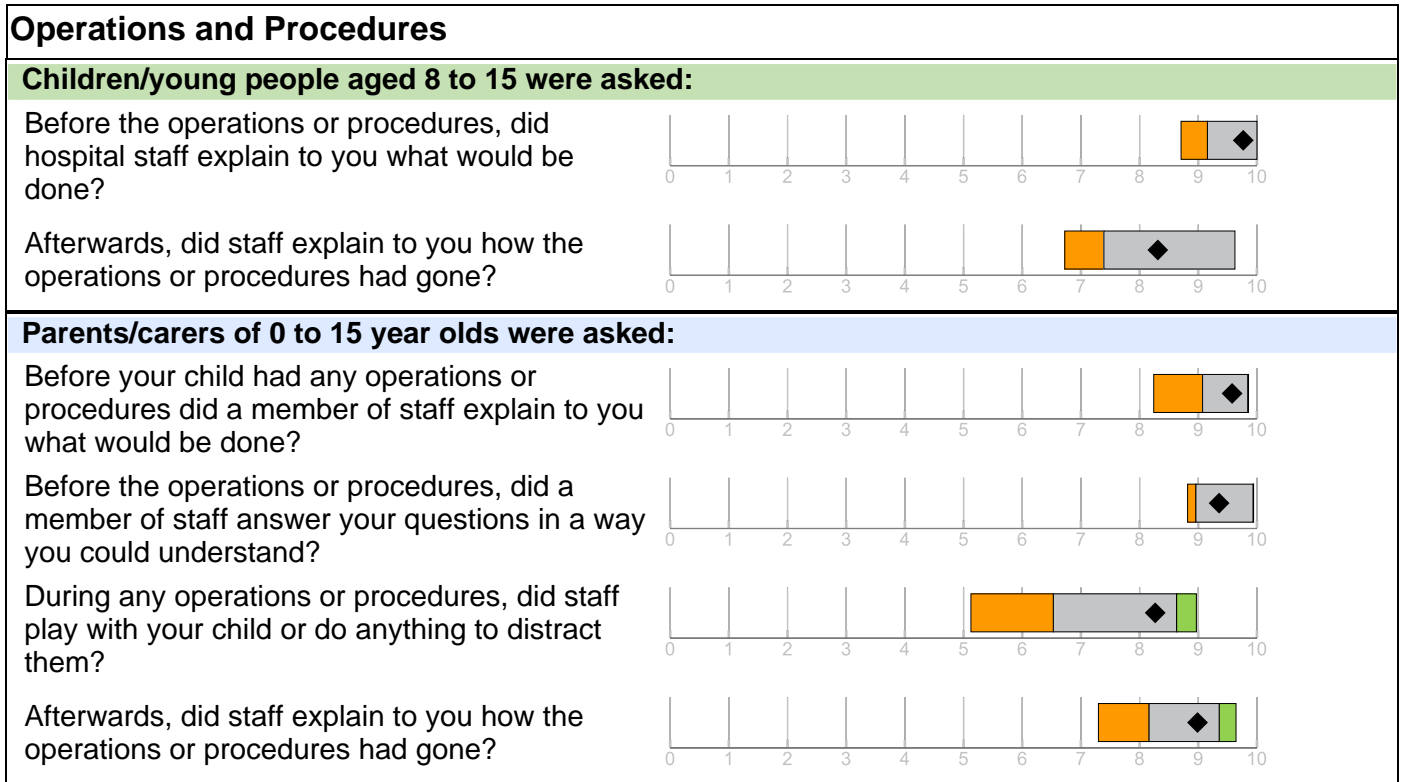 Operations and Procedures
Children/young people aged 8 to 15 were asked:
Before the operations or procedures, did
hospital staff explain to you what would be
done?
0 1 2 3 4 5 6 7 8 9 10
Afterwards, did staff explain to you how the
operations or procedures had gone?
0 1 2 3 4 5 6 7 8 9 10
Parents/carers of 0 to 15 year olds were asked:
Before your child had any operations or
procedures did a member of staff explain to you
what would be done?
0 1 2 3 4 5 6 7 8 9 10
Before the operations or procedures, did a
member of staff answer your questions in a way
you could understand?
0 1 2 3 4 5 6 7 8 9 10
During any operations or procedures, did staff
play with your child or do anything to distract
them?
0 1 2 3 4 5 6 7 8 9 10
Afterwards, did staff explain to you how the
operations or procedures had gone?
0 1 2 3 4 5 6 7 8 9 10